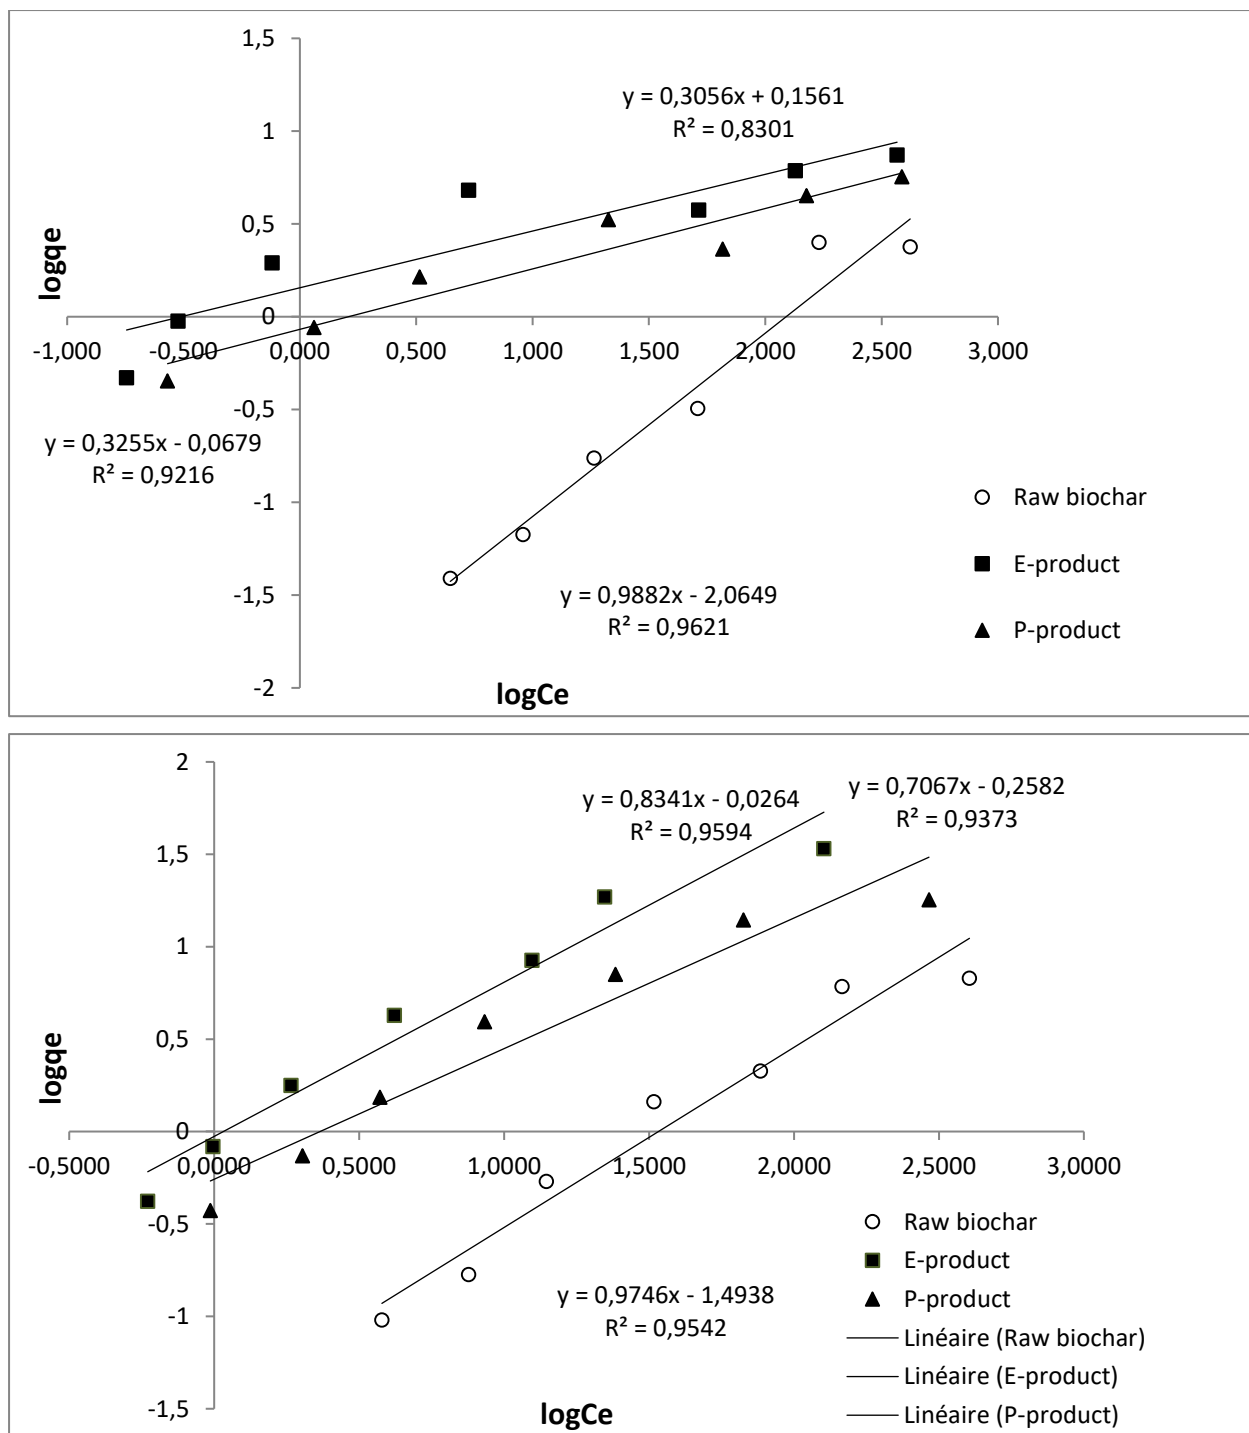 1,5
y = 0,3056x + 0,1561
R² = 0,8301
1
0,5
logqe
0
-1,000 -0,500 0,000 0,500 1,000 1,500 2,000 2,500 3,000
-0,5
y = 0,3255x - 0,0679
R² = 0,9216
-1
Raw biochar
E-product
-1,5
y = 0,9882x - 2,0649
R² = 0,9621
P-product
-2
logCe
2
y = 0,8341x - 0,0264
R² = 0,9594
y = 0,7067x - 0,2582
R² = 0,9373
1,5
1
0,5
logqe
0
-0,5000 0,0000 0,5000 1,0000 1,5000 2,0000 2,5000 3,0000
-0,5
Raw biochar
E-product
y = 0,9746x - 1,4938
R² = 0,9542
P-product
-1
Linéaire (Raw biochar)
Linéaire (E-product)
Linéaire (P-product)
-1,5
logCe